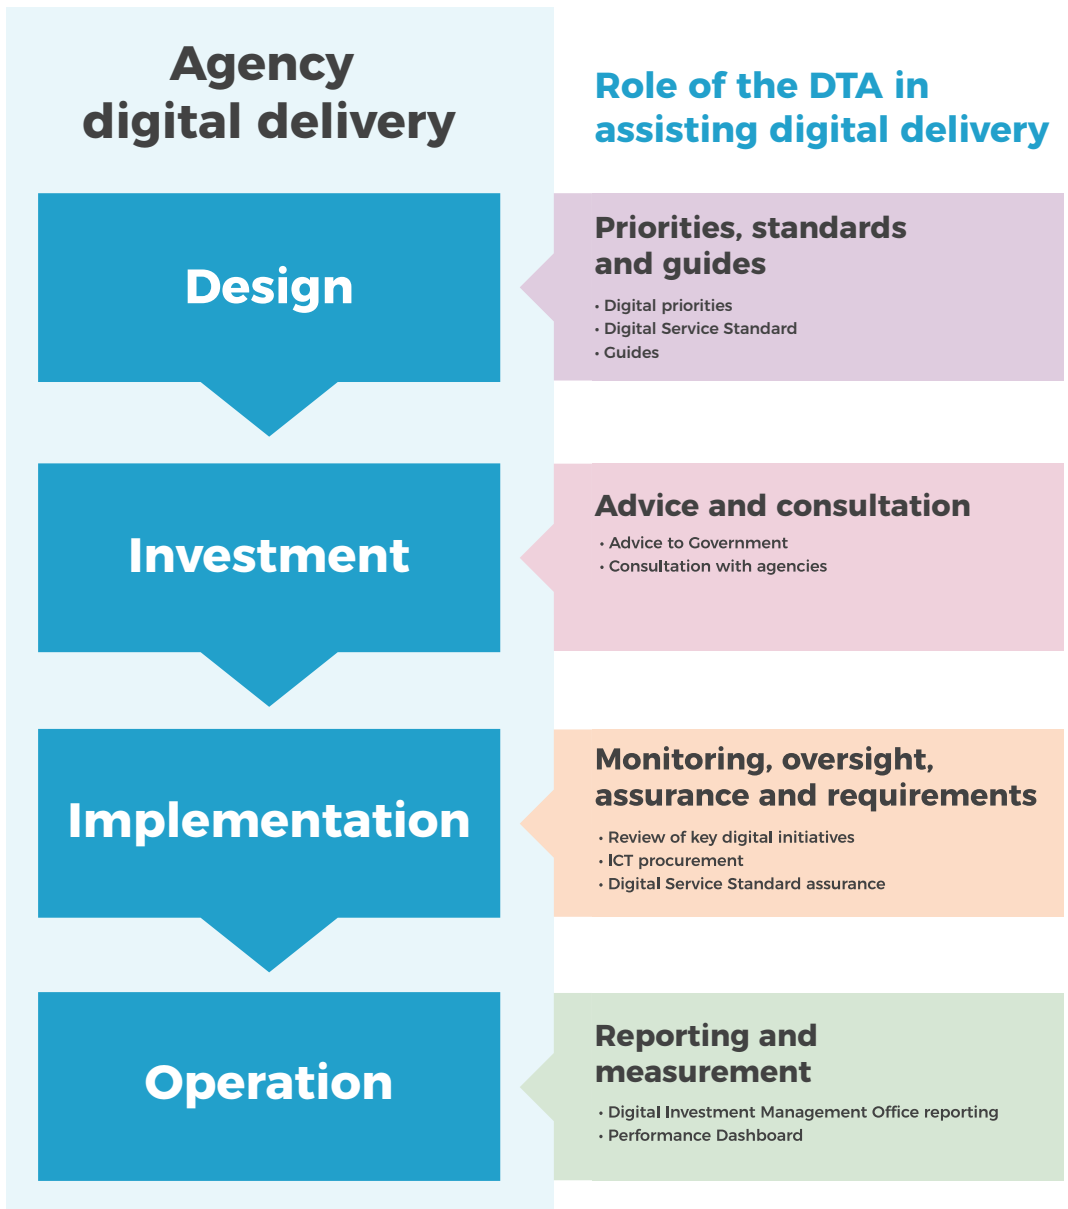 Agency
digital delivery
Role of the DTA in
assisting digital delivery
Design
Priorities, standards
and guides
• Digital priorities
• Digital Service Standard
• Guides
Investment
Advice and consultation
• Advice to Government
• Consultation with agencies
Implementation
Monitoring, oversight,
assurance and requirements
• Review of key digital initiatives
• ICT procurement
• Digital Service Standard assurance
Operation
Reporting and
measurement
• Digital Investment Management Office reporting
• Performance Dashboard